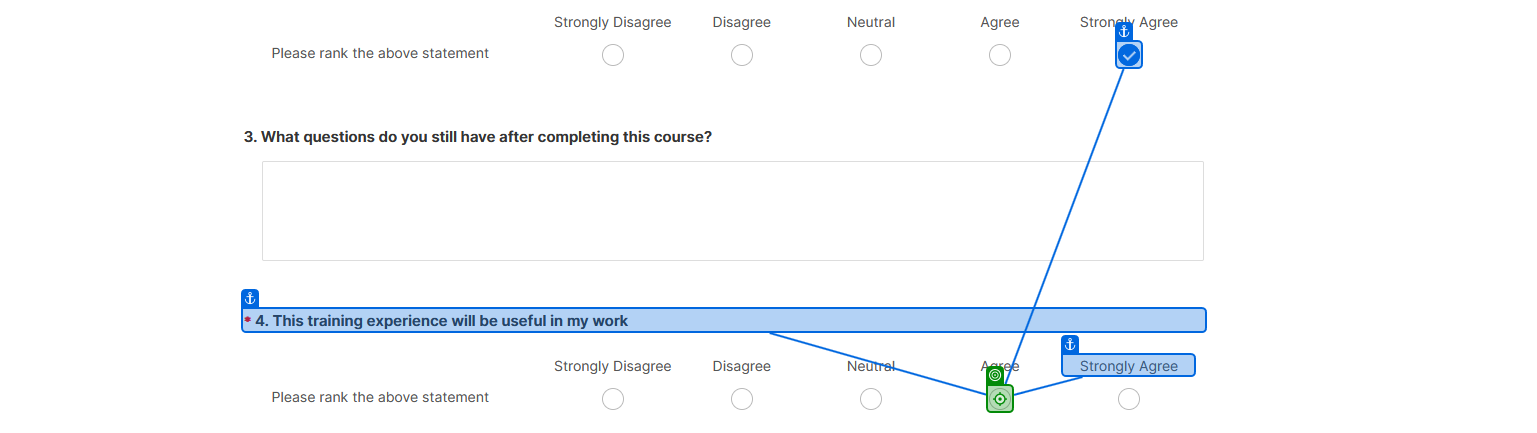 Strongly Disagree Disagree Neutral Agree Strongly Agree
Please rank the above statement
3. What questions do you still have after completing this course?
* 4. This training experience will be useful in my work
Strongly Disagree Disagree Neutral Agree Strongly Agree
Please rank the above statement